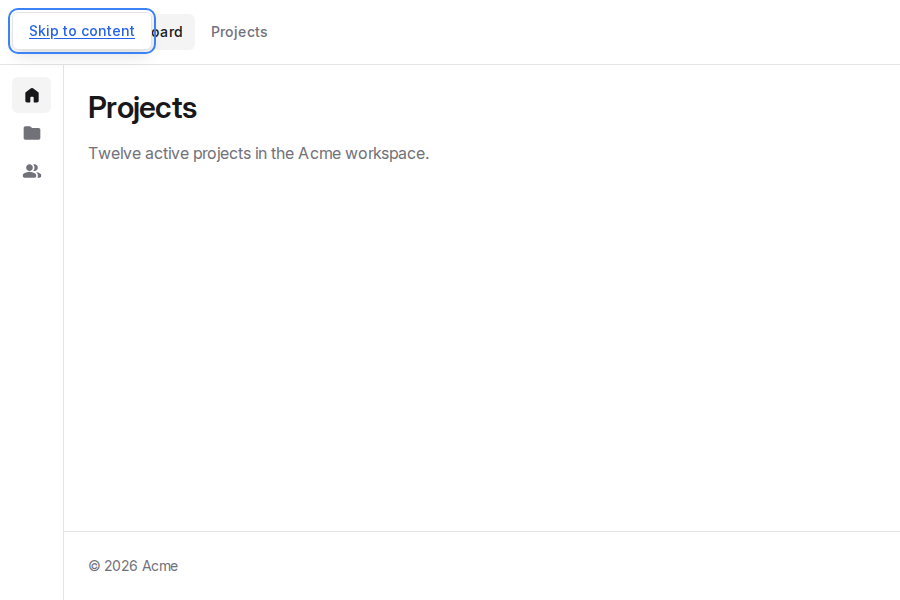 Skip to content
Projects
Projects
Twelve active projects in the Acme workspace.
© 2026 Acme